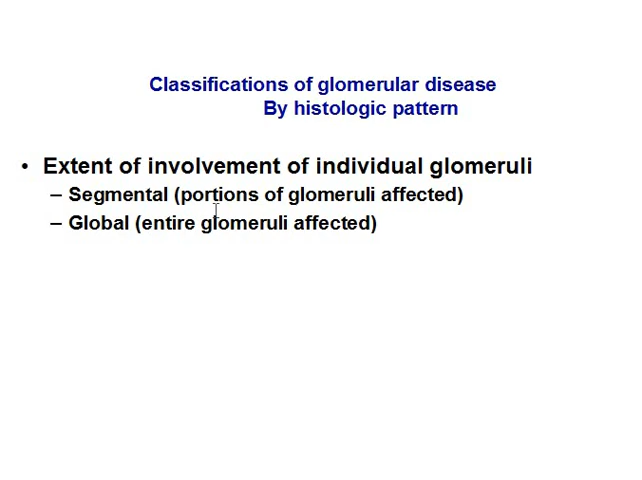 Classifications of glomerular disease
By histologic pattern
• Extent of involvement of individual glomeruli
– Segmental (portions of glomeruli affected)
– Global (entire glomeruli affected)